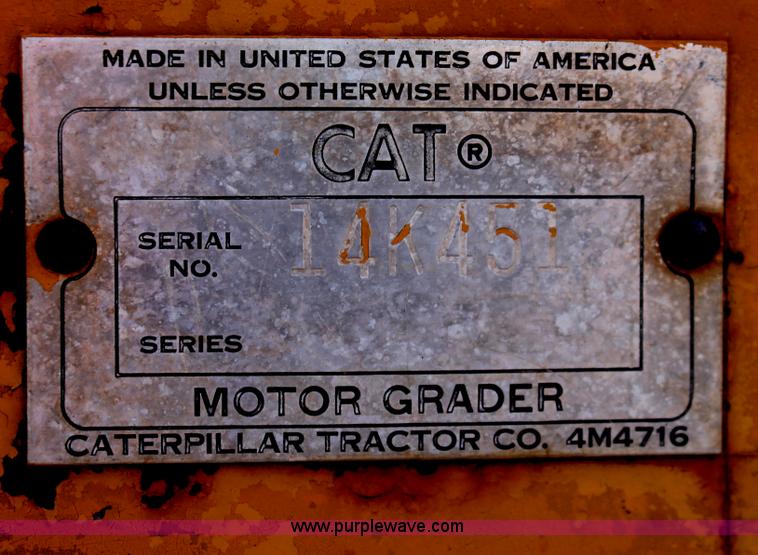 MADE IN UNITED STATES OF AMERICA
UNLESS OTHERWISE INDICATED
CAT®
SERIAL NO. 14K451
SERIES
MOTOR GRADER
CATERPILLAR TRACTOR CO. 4M4716
www.purplewave.com